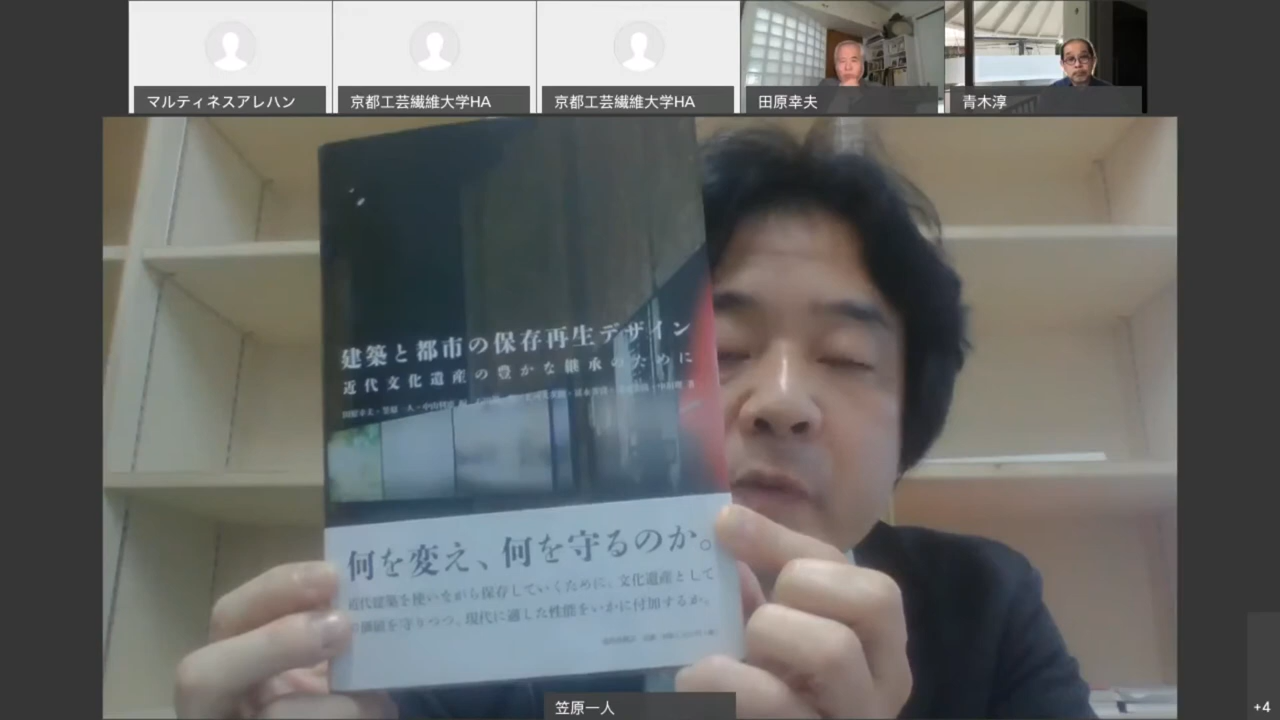 マルティネスアレハン
京都工芸繊維大学HA
京都工芸繊維大学HA
田原幸夫
青木淳
建築と都市の保存再生デザイン
近代文化遺産の豊かな継承のために
何を変え、何を守るのか。
近代建築を使いながら保存していくために、文化遺産として
の価値を守りつつ、現代に適した性能をいかに付加するか。
笠原一人
+4